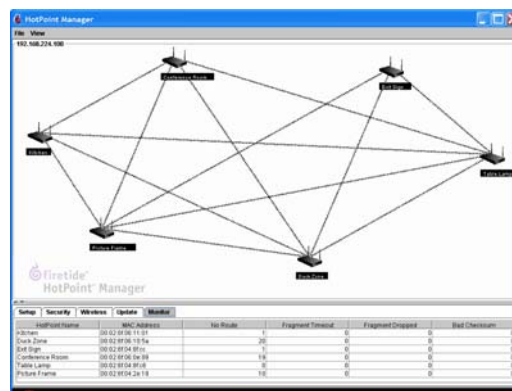 HotPoint Manager
File View
192.168.224.100
Conference Room
Exit Sign
Kitchen
Table Lamp
Picture Frame
Duck Zone
firetide
HotPoint Manager
Setup Security Wireless Update Monitor
HotPoint Name MAC Address No Route Fragment Timeout Fragment Dropped Bad Checksum
Kitchen 1 0 0 0
Duck Zone 20 0 0 0
Exit Sign 1 0 0 0
Conference Room 19 0 0 0
Table Lamp 0 0 0 0
Picture Frame 10 0 0 0